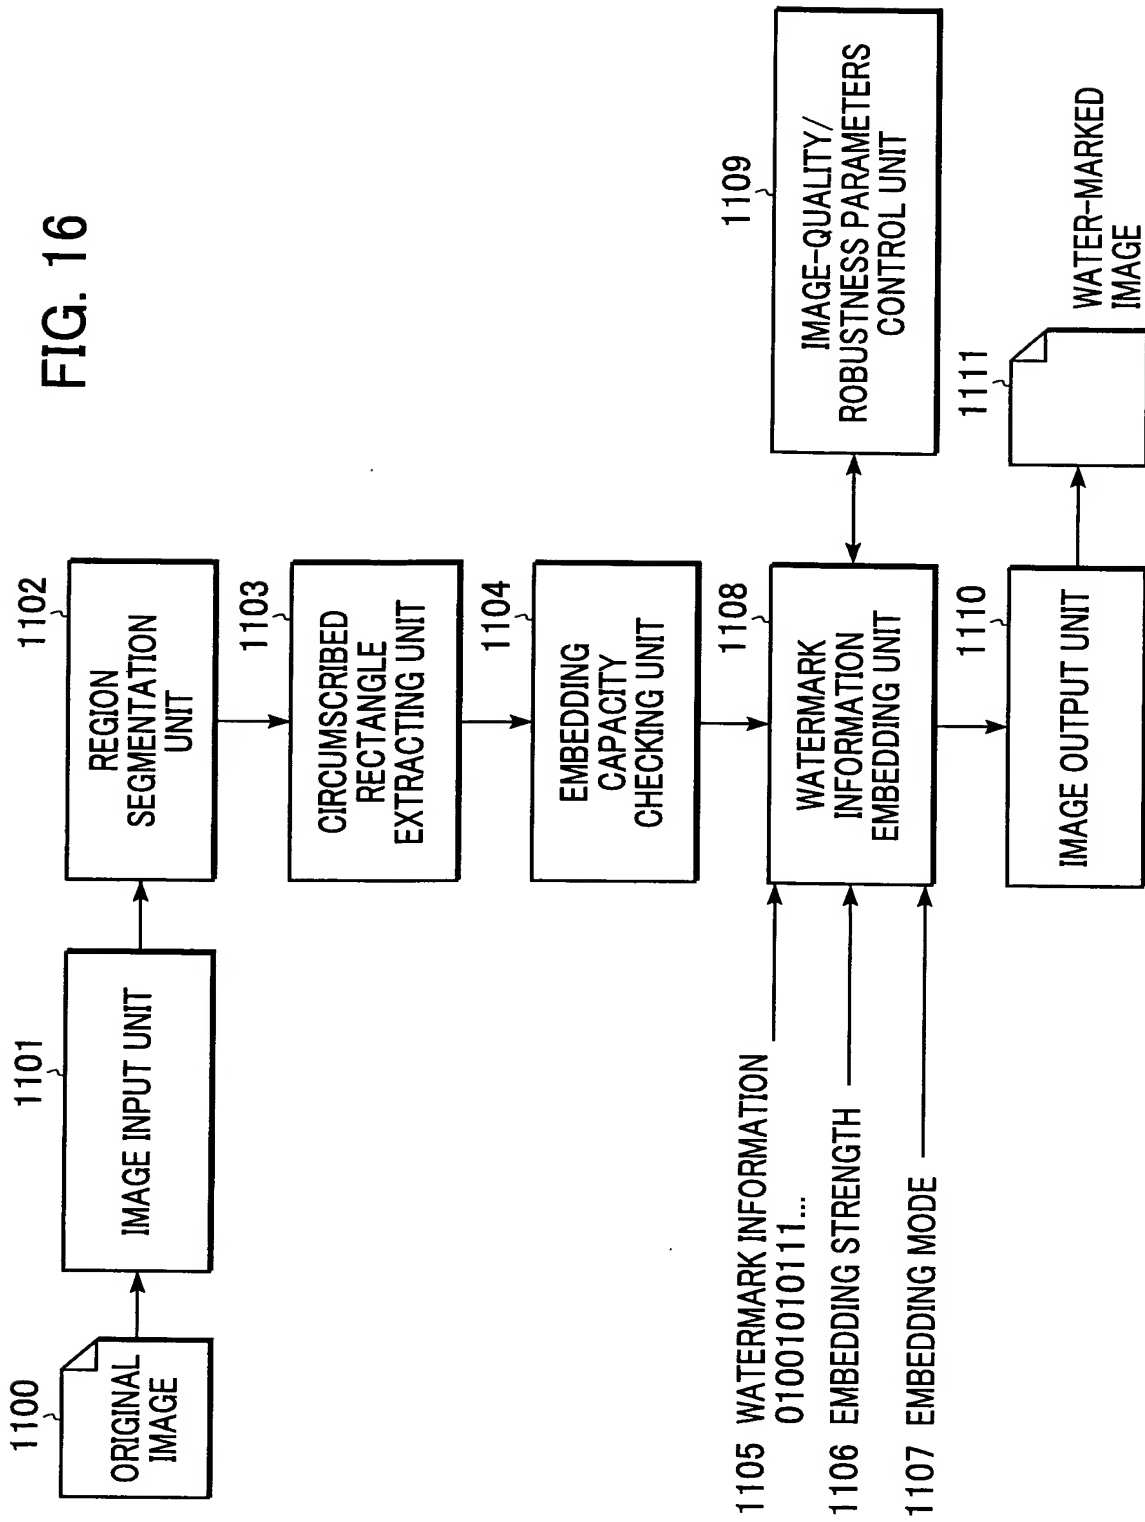 FIG. 16
1100
ORIGINAL
IMAGE
1101
IMAGE INPUT UNIT
1102
REGION
SEGMENTATION
UNIT
1103
CIRCUMSCRIBED
RECTANGLE
EXTRACTING UNIT
1104
EMBEDDING
CAPACITY
CHECKING UNIT
1105 WATERMARK INFORMATION
01001010111...
1106 EMBEDDING STRENGTH
1107 EMBEDDING MODE
1108
WATERMARK
INFORMATION
EMBEDDING UNIT
1109
IMAGE-QUALITY/
ROBUSTNESS PARAMETERS
CONTROL UNIT
1110
IMAGE OUTPUT UNIT
1111
WATER-MARKED
IMAGE